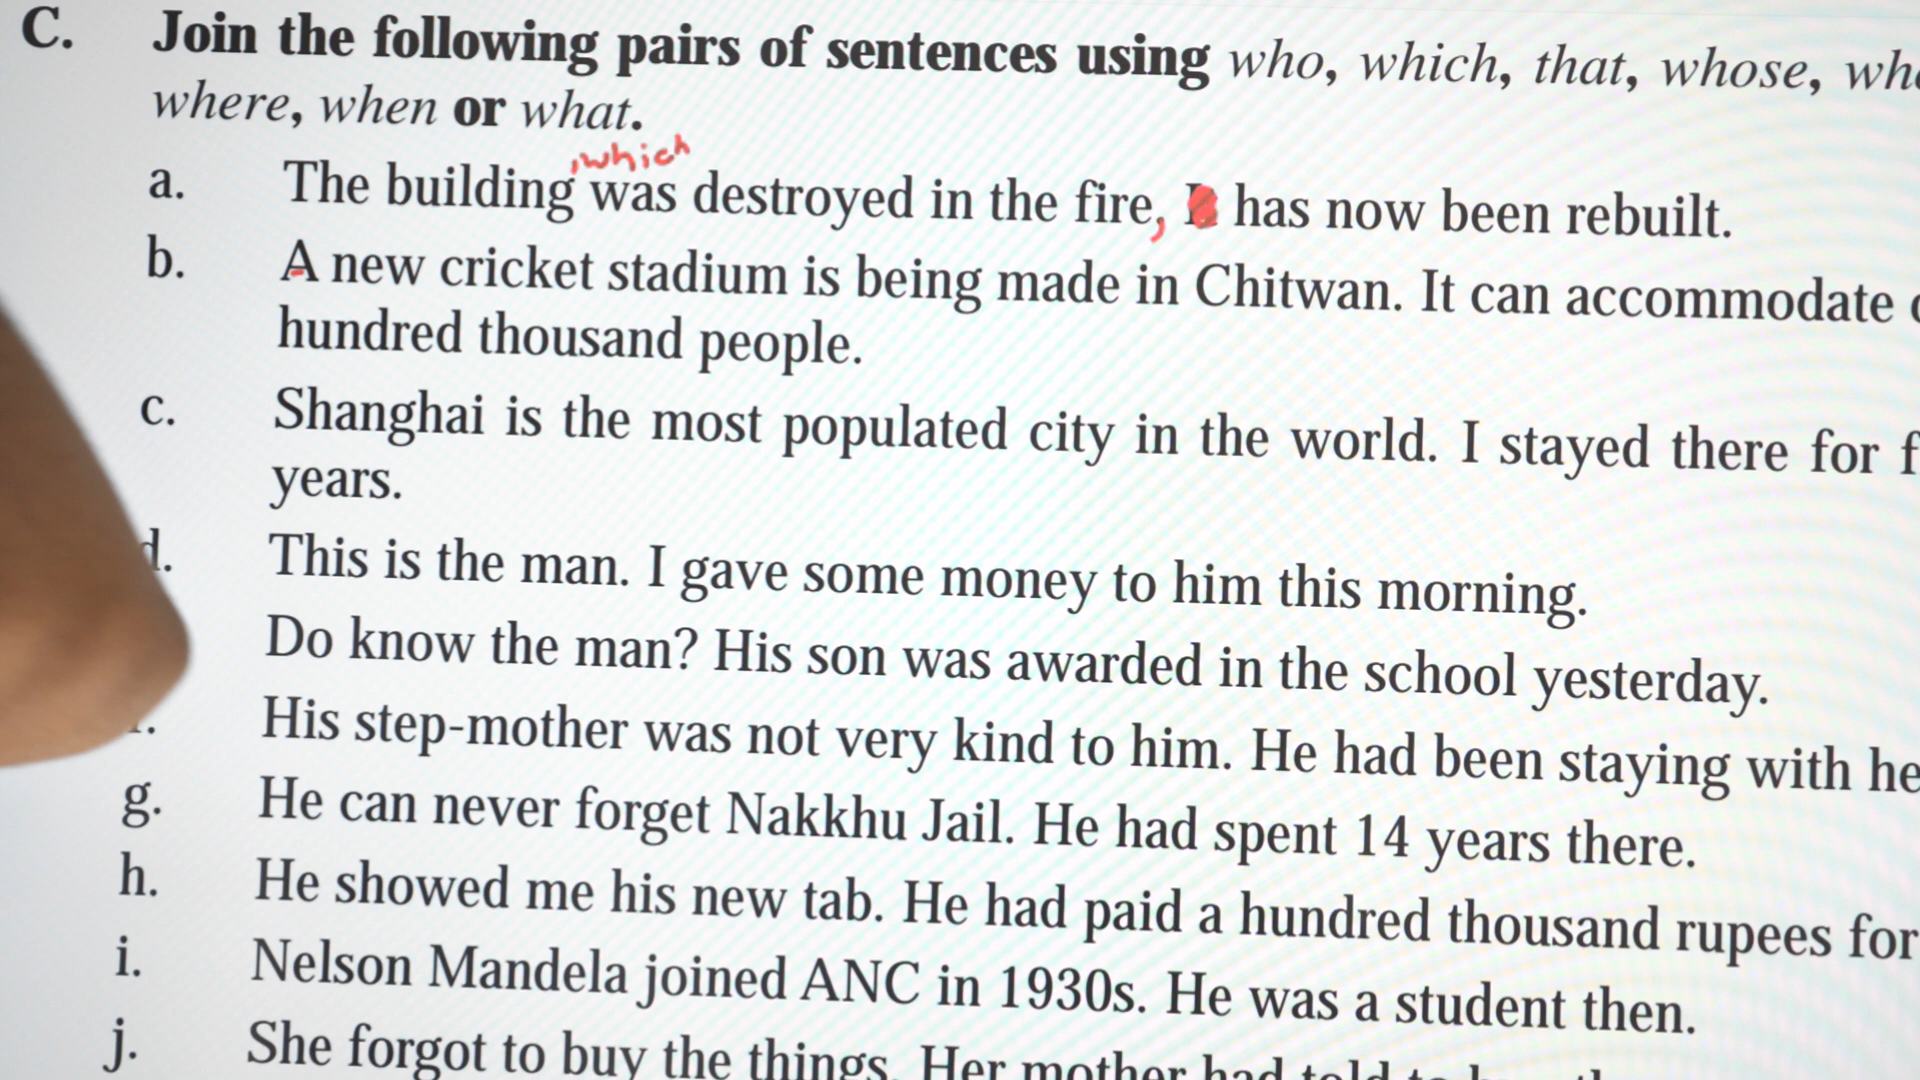 C. Join the following pairs of sentences using who, which, that, whose,
where, when or what.
,which
a. The building was destroyed in the fire, has now been rebuilt.
b. A new cricket stadium is being made in Chitwan. It can accommodate
hundred thousand people.
c. Shanghai is the most populated city in the world. I stayed there for
years.
d. This is the man. I gave some money to him this morning.
Do know the man? His son was awarded in the school yesterday.
His step-mother was not very kind to him. He had been staying with
g. He can never forget Nakkhu Jail. He had spent 14 years there.
h. He showed me his new tab. He had paid a hundred thousand rupees for
i. Nelson Mandela joined ANC in 1930s. He was a student then.
j. She forgot to buy the things. Her mother had told